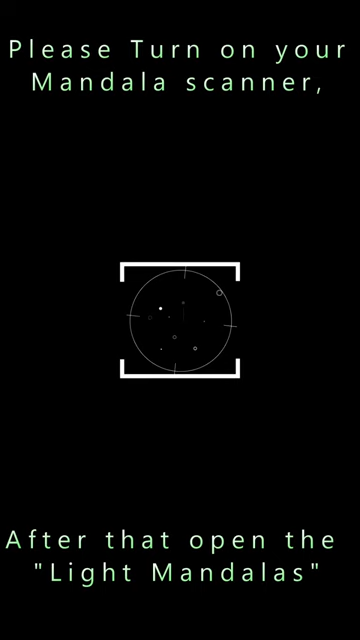 Please Turn on your
Mandala scanner,
After that open the
"Light Mandalas"